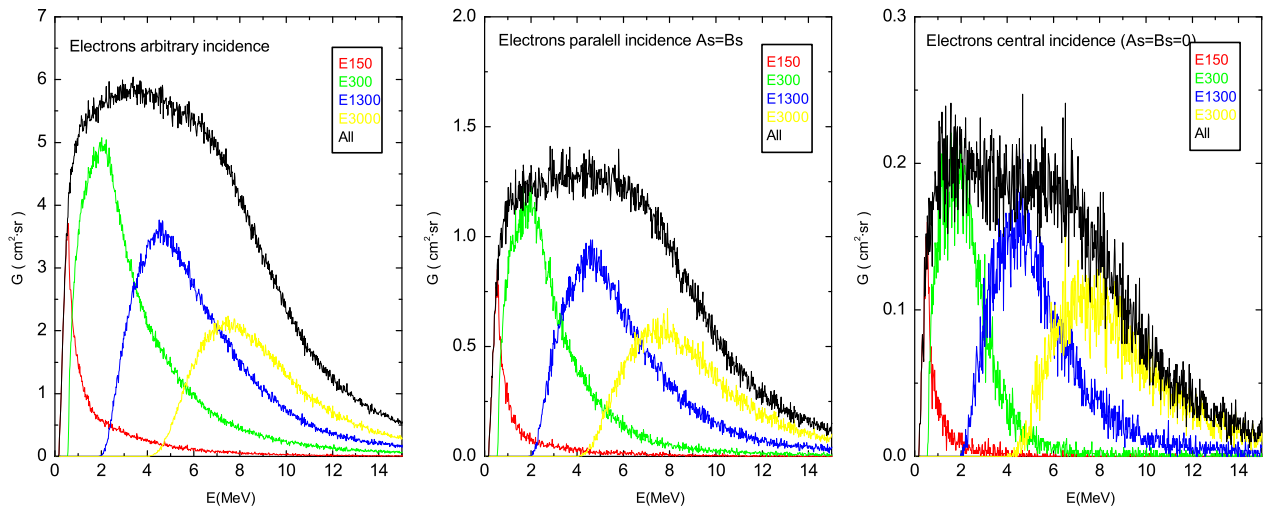 Electrons arbitrary incidence
E150
E300
E1300
E3000
All
G ( cm²·sr)
7
6
5
4
3
2
1
0
0 2 4 6 8 10 12 14
E(MeV)
Electrons paralell incidence As=Bs
E150
E300
E1300
E3000
All
G ( cm²·sr)
2.0
1.5
1.0
0.5
0.0
0 2 4 6 8 10 12 14
E(MeV)
Electrons central incidence (As=Bs=0)
E150
E300
E1300
E3000
All
G ( cm²·sr)
0.3
0.2
0.1
0.0
0 2 4 6 8 10 12 14
E(MeV)